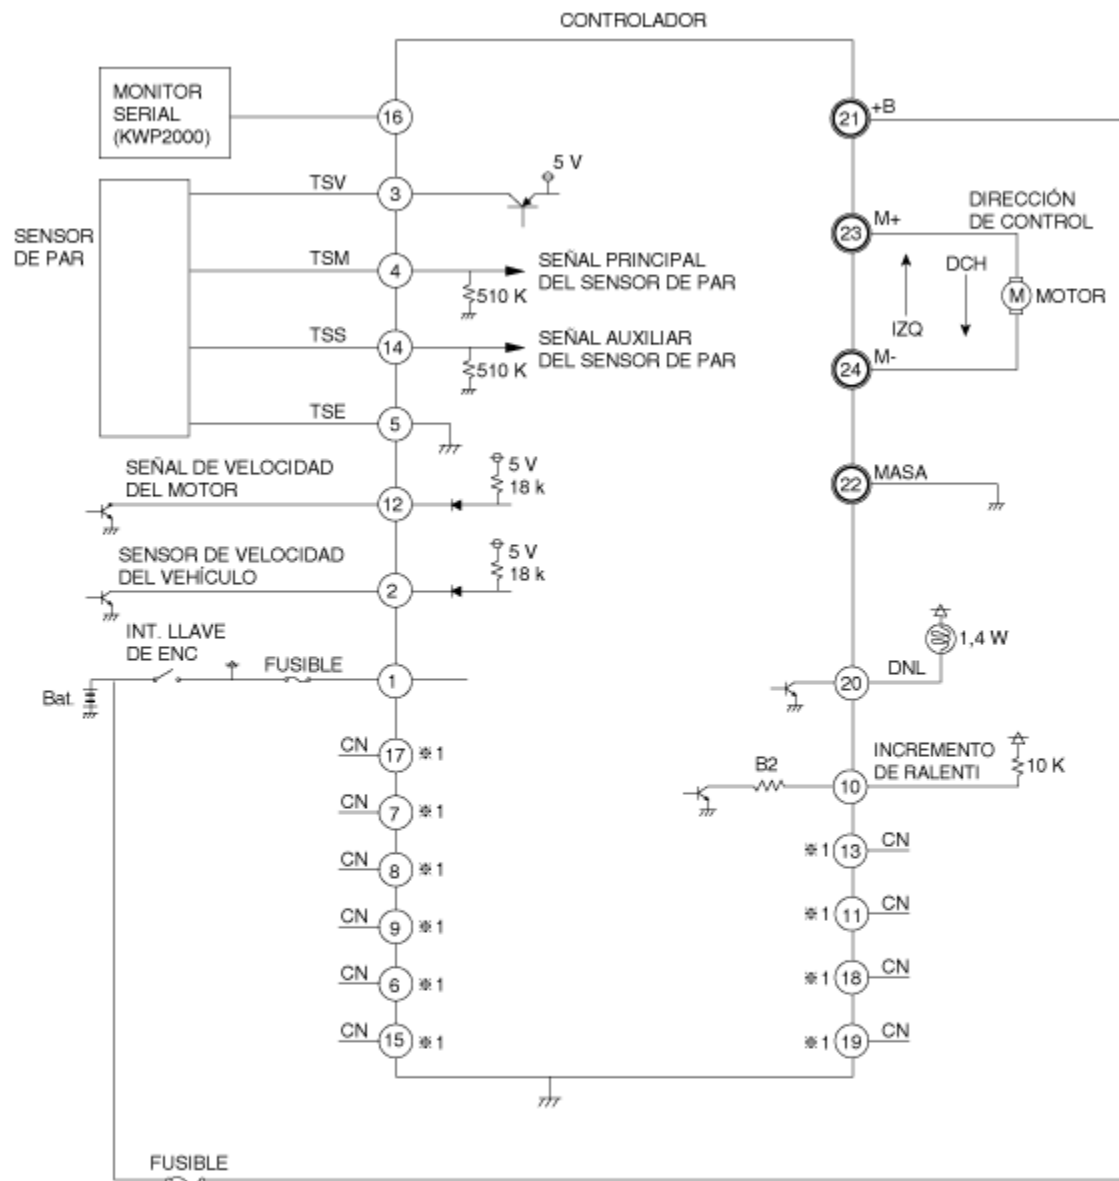 CONTROLADOR
MONITOR
SERIAL
(KWP2000)
16
21 +B
TSV 3 5 V
SENSOR
DE PAR
TSM 4 SEÑAL PRINCIPAL
DEL SENSOR DE PAR
510 K
TSS 14 SEÑAL AUXILIAR
DEL SENSOR DE PAR
510 K
TSE 5
23 M+
DIRECCIÓN
DE CONTROL
DCH
IZQ
M MOTOR
24 M-
SEÑAL DE VELOCIDAD
DEL MOTOR
12
5 V
18 k
22 MASA
SENSOR DE VELOCIDAD
DEL VEHÍCULO
2
5 V
18 k
INT. LLAVE
DE ENC
FUSIBLE
1
Bat.
20 DNL
1,4 W
B2
10
INCREMENTO
DE RALENTI
10 K
CN 17 ※1
CN 7 ※1
CN 8 ※1
CN 9 ※1
CN 6 ※1
CN 15 ※1
※1 13 CN
※1 11 CN
※1 18 CN
※1 19 CN
FUSIBLE